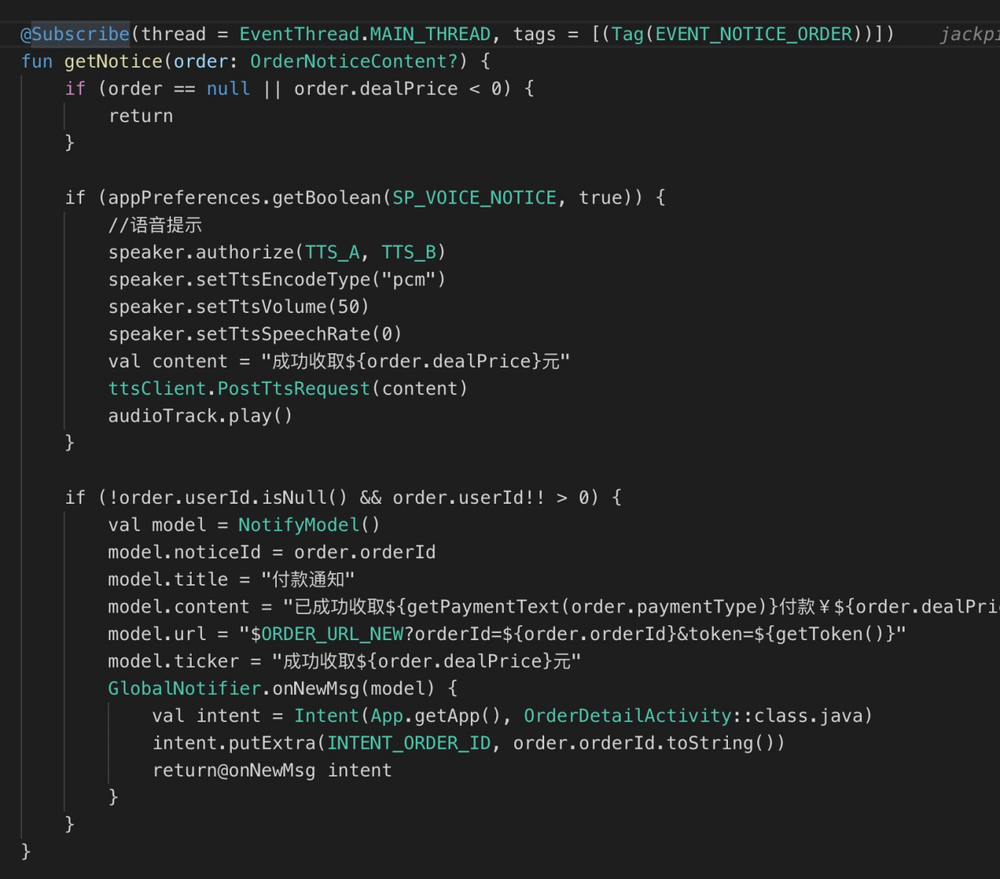 @Subscribe(thread = EventThread.MAIN_THREAD, tags = [(Tag(EVENT_NOTICE_ORDER))])
fun getNotice(order: OrderNoticeContent?) {
if (order == null || order.dealPrice < 0) {
return
}
if (appPreferences.getBoolean(SP_VOICE_NOTICE, true)) {
//语音提示
speaker.authorize(TTS_A, TTS_B)
speaker.setTtsEncodeType("pcm")
speaker.setTtsVolume(50)
speaker.setTtsSpeechRate(0)
val content = "成功收取${order.dealPrice}元"
ttsClient.PostTtsRequest(content)
audioTrack.play()
}
if (!order.userId.isNull() && order.userId!! > 0) {
val model = NotifyModel()
model.noticeId = order.orderId
model.title = "付款通知"
model.content = "已成功收取${getPaymentText(order.paymentType)}付款¥${order.dealPri
model.url = "$ORDER_URL_NEW?orderId=${order.orderId}&token=${getToken()}"
model.ticker = "成功收取${order.dealPrice}元"
GlobalNotifier.onNewMsg(model) {
val intent = Intent(App.getApp(), OrderDetailActivity::class.java)
intent.putExtra(INTENT_ORDER_ID, order.orderId.toString())
return@onNewMsg intent
}
}
}